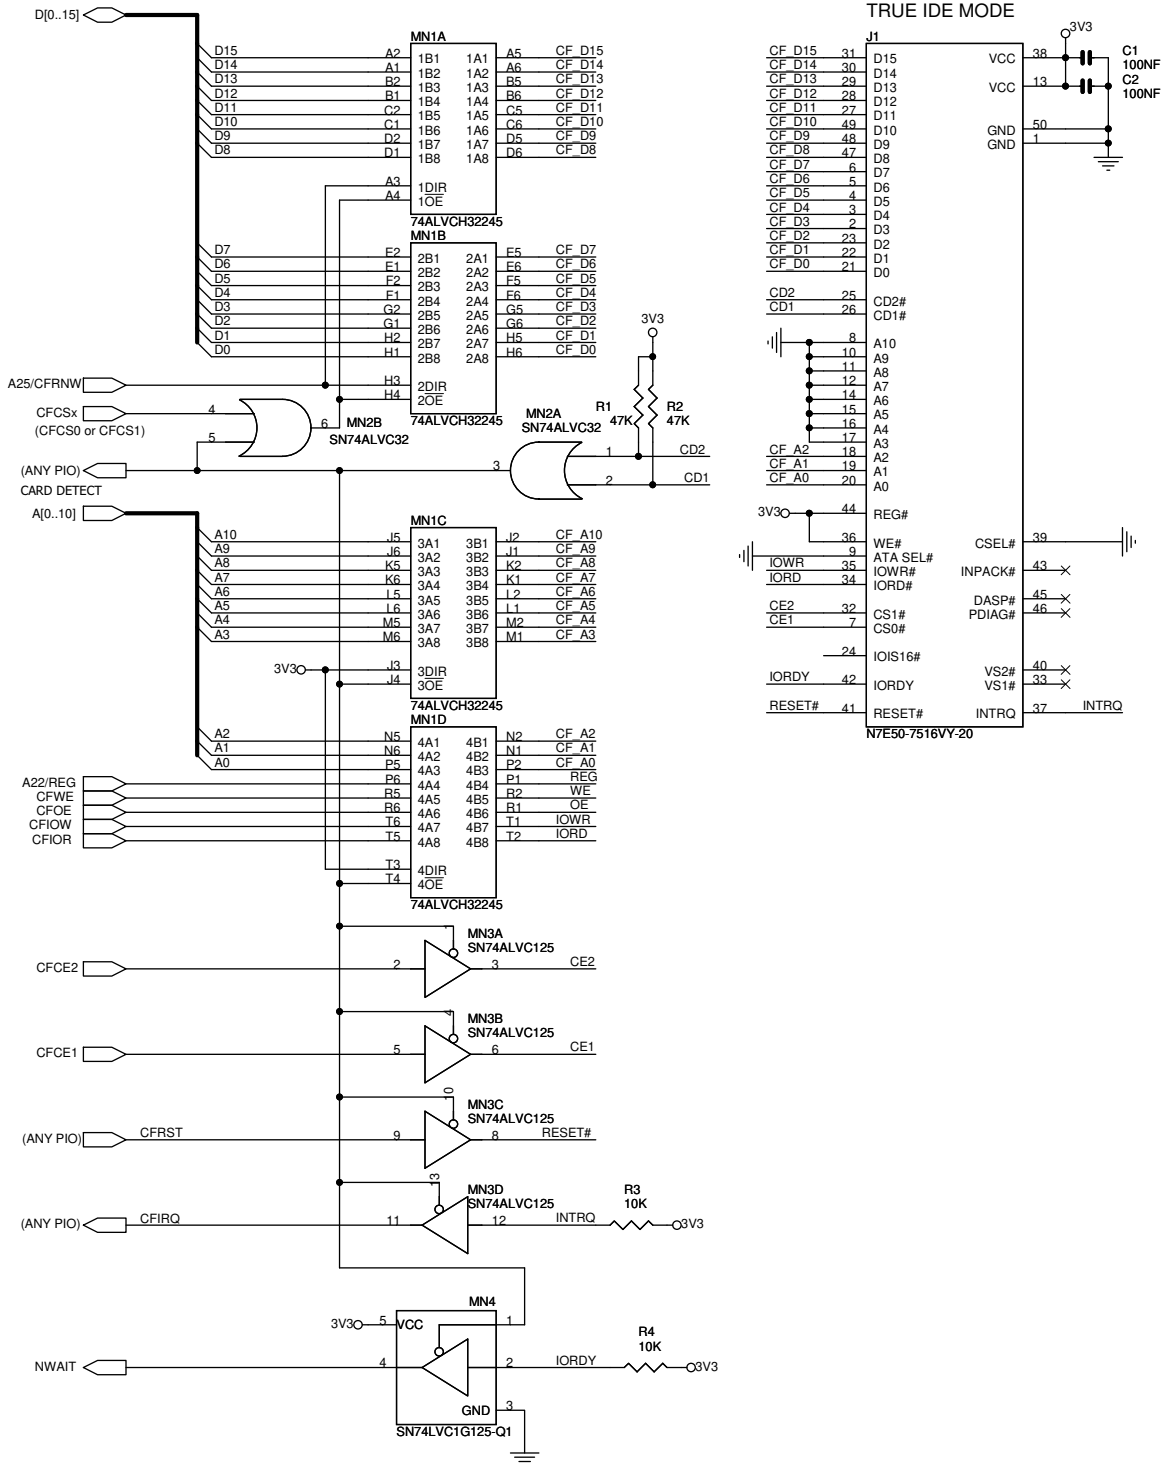 TRUE IDE MODE
D[0..15]
MN1A
D15 A2 1B1 1A1 A5 CF_D15
D14 A1 1B2 1A2 A6 CF_D14
D13 B2 1B3 1A3 B5 CF_D13
D12 B1 1B4 1A4 B6 CF_D12
D11 C2 1B5 1A5 C5 CF_D11
D10 C1 1B6 1A6 C6 CF_D10
D9 D2 1B7 1A7 D5 CF_D9
D8 D1 1B8 1A8 D6 CF_D8
A3 1DIR
A4 1OE
74ALVCH32245
MN1B
D7 E2 2B1 2A1 E5 CF_D7
D6 E1 2B2 2A2 E6 CF_D6
D5 F2 2B3 2A3 F5 CF_D5
D4 F1 2B4 2A4 F6 CF_D4
D3 G2 2B5 2A5 G5 CF_D3
D2 G1 2B6 2A6 G6 CF_D2
D1 H2 2B7 2A7 H5 CF_D1
D0 H1 2B8 2A8 H6 CF_D0
A25/CFRNW H3 2DIR
H4 2OE
74ALVCH32245
CFCSx 4
(CFCS0 or CFCS1)
5 6
MN2B
SN74ALVC32
3V3
R1 47K
R2 47K
MN2A
SN74ALVC32
1 CD2
2 CD1
3
(ANY PIO)
CARD DETECT
A[0..10]
MN1C
A10 J5 3A1 3B1 J2 CF_A10
A9 J6 3A2 3B2 J1 CF_A9
A8 K5 3A3 3B3 K2 CF_A8
A7 K6 3A4 3B4 K1 CF_A7
A6 L5 3A5 3B5 L2 CF_A6
A5 L6 3A6 3B6 L1 CF_A5
A4 M5 3A7 3B7 M2 CF_A4
A3 M6 3A8 3B8 M1 CF_A3
3V3 J3 3DIR
J4 3OE
74ALVCH32245
MN1D
A2 N5 4A1 4B1 N2 CF_A2
A1 N6 4A2 4B2 N1 CF_A1
A0 P5 4A3 4B3 P2 CF_A0
A22/REG P6 4A4 4B4 P1 REG
CFWE R5 4A5 4B5 R2 WE
CFOE R6 4A6 4B6 R1 OE
CFIOW T6 4A7 4B7 T1 IOWR
CFIOR T5 4A8 4B8 T2 IORD
T3 4DIR
T4 4OE
74ALVCH32245
MN3A
SN74ALVC125
1
CFCE2 2 3 CE2
MN3B
SN74ALVC125
4
CFCE1 5 6 CE1
MN3C
SN74ALVC125
10
(ANY PIO) CFRST 9 8 RESET#
MN3D
SN74ALVC125
13
R3
10K
(ANY PIO) CFIRQ 11 12 INTRQ 3V3
MN4
3V3 5 VCC 1
R4
10K
NWAIT 4 2 IORDY 3V3
GND 3
SN74LVC1G125-Q1
J1
3V3
CF_D15 31 D15 VCC 38
C1
100NF
CF_D14 30 D14
CF_D13 29 D13 VCC 13
C2
100NF
CF_D12 28 D12
CF_D11 27 D11
CF_D10 49 D10 GND 50
CF_D9 48 D9 GND 1
CF_D8 47 D8
CF_D7 6 D7
CF_D6 5 D6
CF_D5 4 D5
CF_D4 3 D4
CF_D3 2 D3
CF_D2 23 D2
CF_D1 22 D1
CF_D0 21 D0
CD2 25 CD2#
CD1 26 CD1#
8 A10
10 A9
11 A8
12 A7
14 A6
15 A5
16 A4
17 A3
CF_A2 18 A2
CF_A1 19 A1
CF_A0 20 A0
3V3 44 REG#
36 WE# CSEL# 39
9 ATA SEL#
IOWR 35 IOWR# INPACK# 43
IORD 34 IORD#
DASP# 45
CE2 32 CS1# PDIAG# 46
CE1 7 CS0#
24 IOIS16#
VS2# 40
IORDY 42 IORDY VS1# 33
RESET# 41 RESET# INTRQ 37 INTRQ
N7E50-7516VY-20